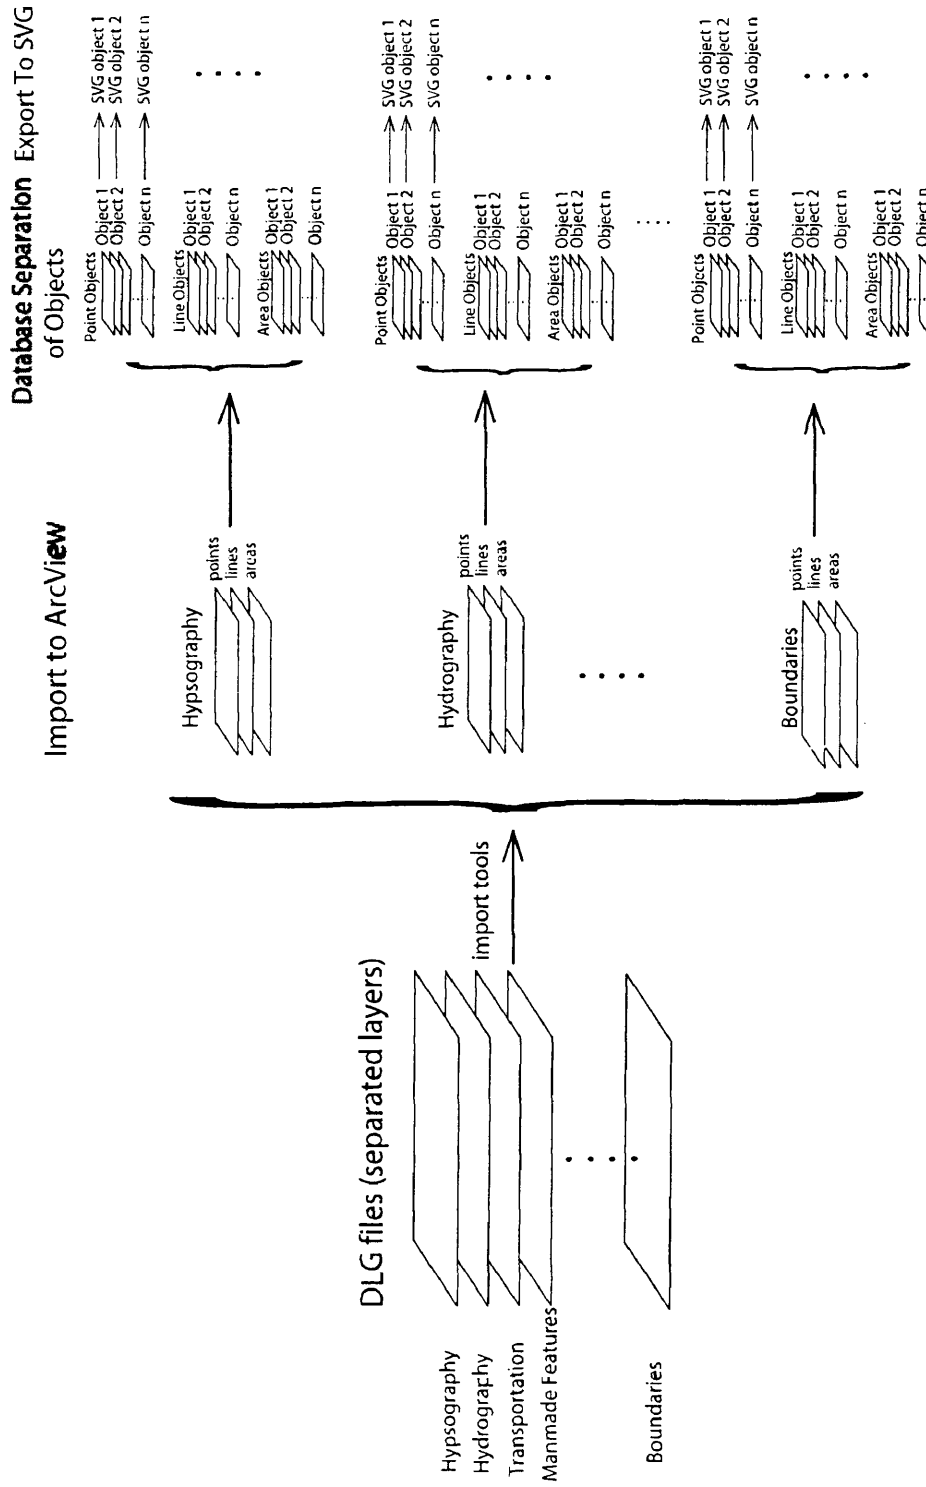 DLG files (separated layers)
Hypsography
Hydrography
Transportation
Manmade Features
Boundaries
import tools
Import to ArcView
Hypsography
points
lines
areas
Hydrography
points
lines
areas
Boundaries
points
lines
areas
Database Separation
of Objects
Export To SVG
Point Objects
Object 1
Object 2
Object n
SVG object 1
SVG object 2
SVG object n
Line Objects
Object 1
Object 2
Object n
Area Objects
Object 1
Object 2
Object n
Point Objects
Object 1
Object 2
Object n
SVG object 1
SVG object 2
SVG object n
Line Objects
Object 1
Object 2
Object n
Area Objects
Object 1
Object 2
Object n
Point Objects
Object 1
Object 2
Object n
SVG object 1
SVG object 2
SVG object n
Line Objects
Object 1
Object 2
Object n
Area Objects
Object 1
Object 2
Object n